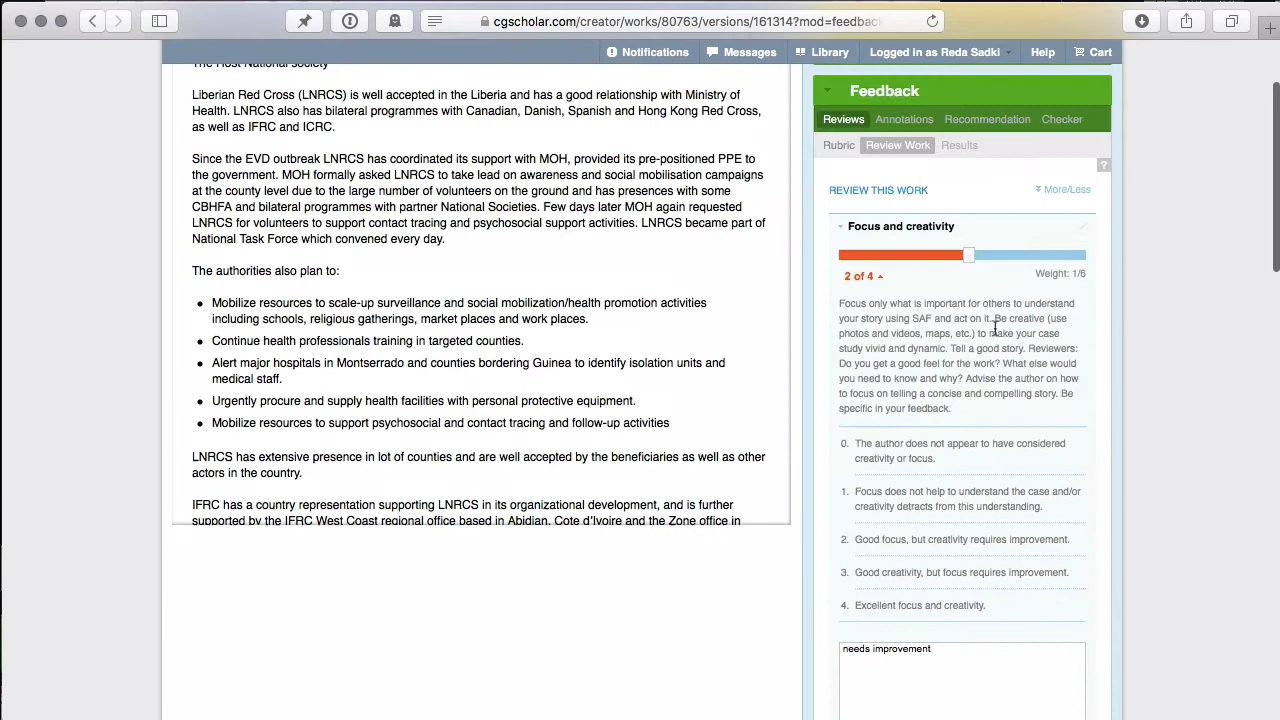 cgscholar.com/creator/works/80763/versions/161314?mod=feedbac
Notifications Messages Library Logged in as Reda Sadki Help Cart
The Host National society
Liberian Red Cross (LNRCS) is well accepted in the Liberia and has a good relationship with Ministry of
Health. LNRCS also has bilateral programmes with Canadian, Danish, Spanish and Hong Kong Red Cross,
as well as IFRC and ICRC.
Since the EVD outbreak LNRCS has coordinated its support with MOH, provided its pre-positioned PPE to
the government. MOH formally asked LNRCS to take lead on awareness and social mobilisation campaigns
at the county level due to the large number of volunteers on the ground and has presences with some
CBHFA and bilateral programmes with partner National Societies. Few days later MOH again requested
LNRCS for volunteers to support contact tracing and psychosocial support activities. LNRCS became part of
National Task Force which convened every day.
The authorities also plan to:
• Mobilize resources to scale-up surveillance and social mobilization/health promotion activities
including schools, religious gatherings, market places and work places.
• Continue health professionals training in targeted counties.
• Alert major hospitals in Montserrado and counties bordering Guinea to identify isolation units and
medical staff.
• Urgently procure and supply health facilities with personal protective equipment.
• Mobilize resources to support psychosocial and contact tracing and follow-up activities
LNRCS has extensive presence in lot of counties and are well accepted by the beneficiaries as well as other
actors in the country.
IFRC has a country representation supporting LNRCS in its organizational development, and is further
supported by the IFRC West Coast regional office based in Abidjan, Cote d'Ivoire and the Zone office in
Feedback
Reviews Annotations Recommendation Checker
Rubric Review Work Results
?
REVIEW THIS WORK More/Less
Focus and creativity
2 of 4 Weight: 1/6
Focus only what is important for others to understand
your story using SAF and act on it. Be creative (use
photos and videos, maps, etc.) to make your case
study vivid and dynamic. Tell a good story. Reviewers:
Do you get a good feel for the work? What else would
you need to know and why? Advise the author on how
to focus on telling a concise and compelling story. Be
specific in your feedback.
0. The author does not appear to have considered
creativity or focus.
1. Focus does not help to understand the case and/or
creativity detracts from this understanding.
2. Good focus, but creativity requires improvement.
3. Good creativity, but focus requires improvement.
4. Excellent focus and creativity.
needs improvement